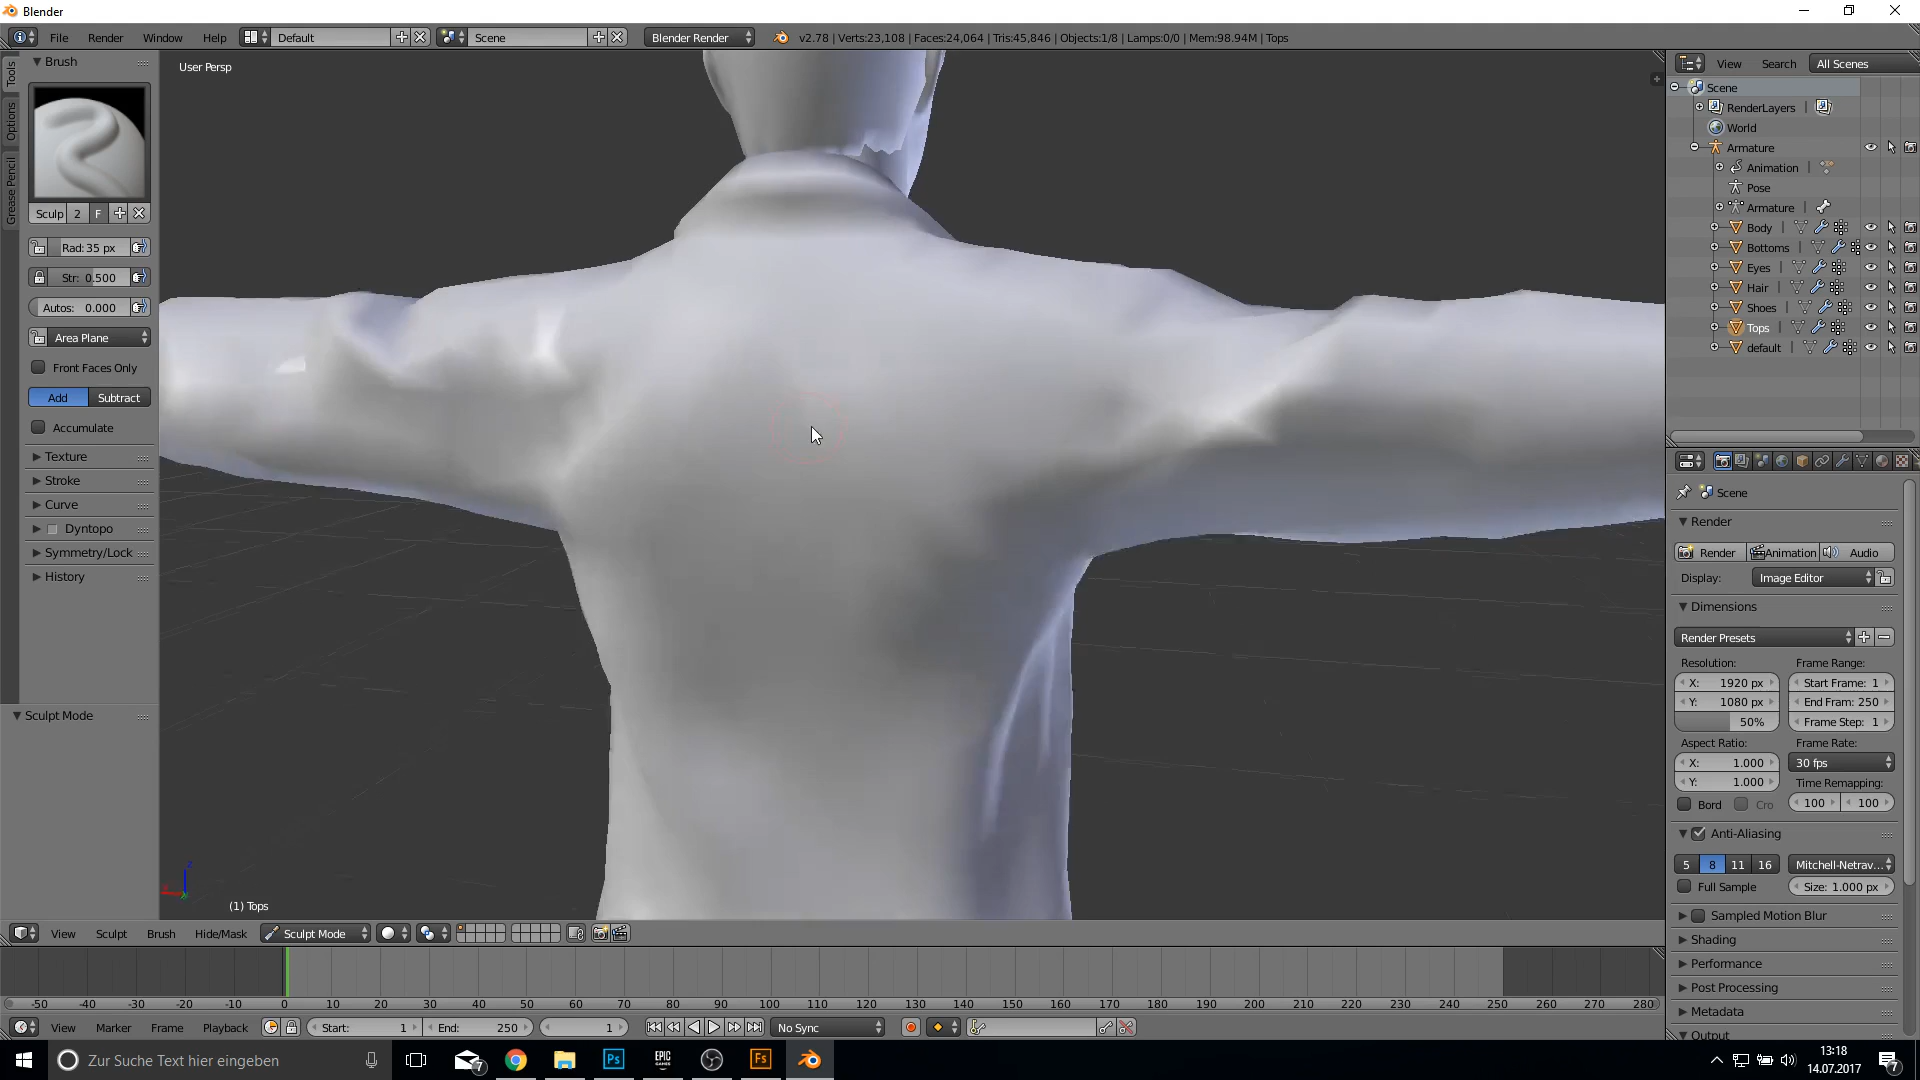 Blender
File Render Window Help Default Scene Blender Render v2.78 | Verts:23,108 | Faces:24,064 | Tris:45,846 | Objects:1/8 | Lamps:0/0 | Mem:98.94M | Tops
Tools
Options
Grease Pencil
Brush
Sculp 2 F
Rad: 35 px
Str: 0.500
Autos: 0.000
Area Plane
Front Faces Only
Add Subtract
Accumulate
Texture
Stroke
Curve
Dyntopo
Symmetry/Lock
History
Sculpt Mode
User Persp
(1) Tops
View Sculpt Brush Hide/Mask Sculpt Mode
View Search All Scenes
Scene
RenderLayers |
World
Armature
Animation |
Pose
Armature |
Body
Bottoms
Eyes
Hair
Shoes
Tops
default
Scene
Render
Render Animation Audio
Display: Image Editor
Dimensions
Render Presets
Resolution: Frame Range:
X: 1920 px Start Frame: 1
Y: 1080 px End Fram: 250
50% Frame Step: 1
Aspect Ratio: Frame Rate:
X: 1.000 30 fps
Y: 1.000 Time Remapping:
Bord Cro 100 100
Anti-Aliasing
5 8 11 16 Mitchell-Netrav...
Full Sample Size: 1.000 px
Sampled Motion Blur
Shading
Performance
Post Processing
Metadata
Output
-50 -40 -30 -20 -10 0 10 20 30 40 50 60 70 80 90 100 110 120 130 140 150 160 170 180 190 200 210 220 230 240 250 260 270 280
View Marker Frame Playback Start: 1 End: 250 1 No Sync
Zur Suche Text hier eingeben
7
Ps
EPIC
GAMES
Fs
13:18
14.07.2017
7